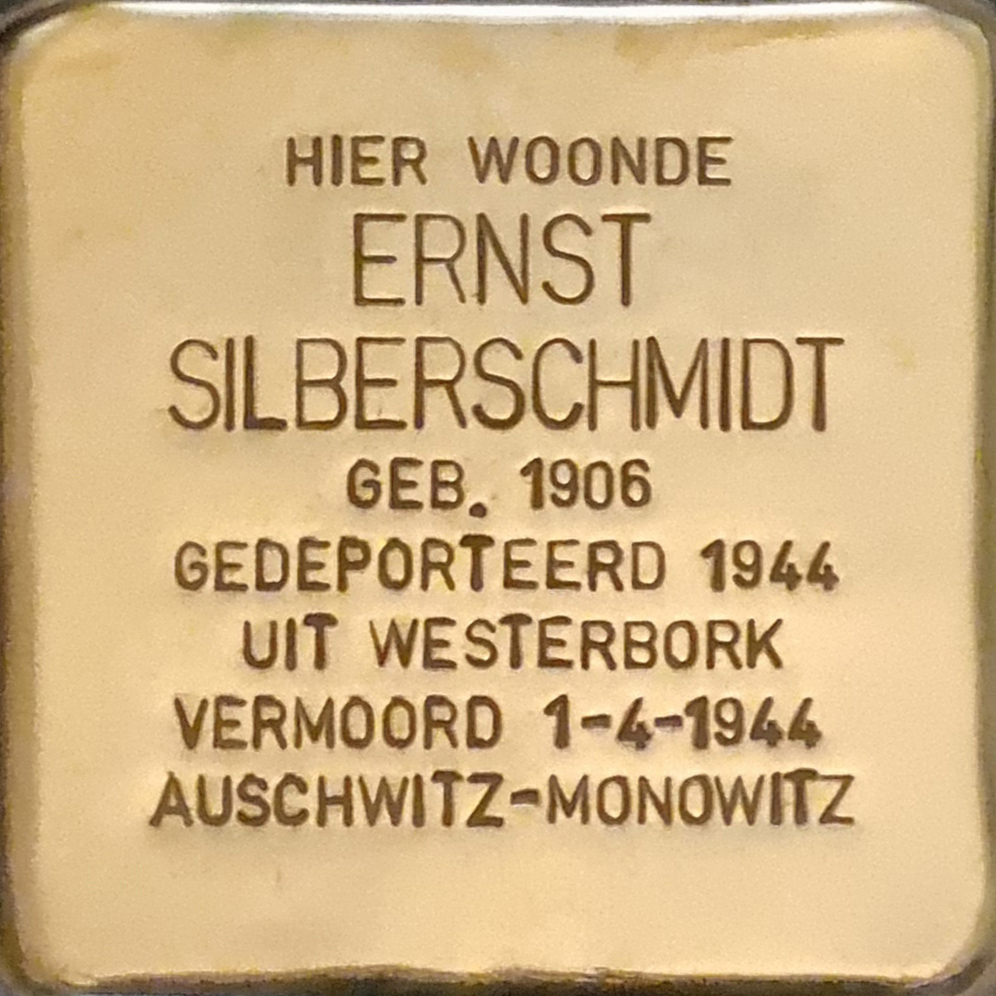 HIER WOONDE
ERNST
SILBERSCHMIDT
GEB. 1906
GEDEPORTEERD 1944
UIT WESTERBORK
VERMOORD 1-4-1944
AUSCHWITZ-MONOWITZ